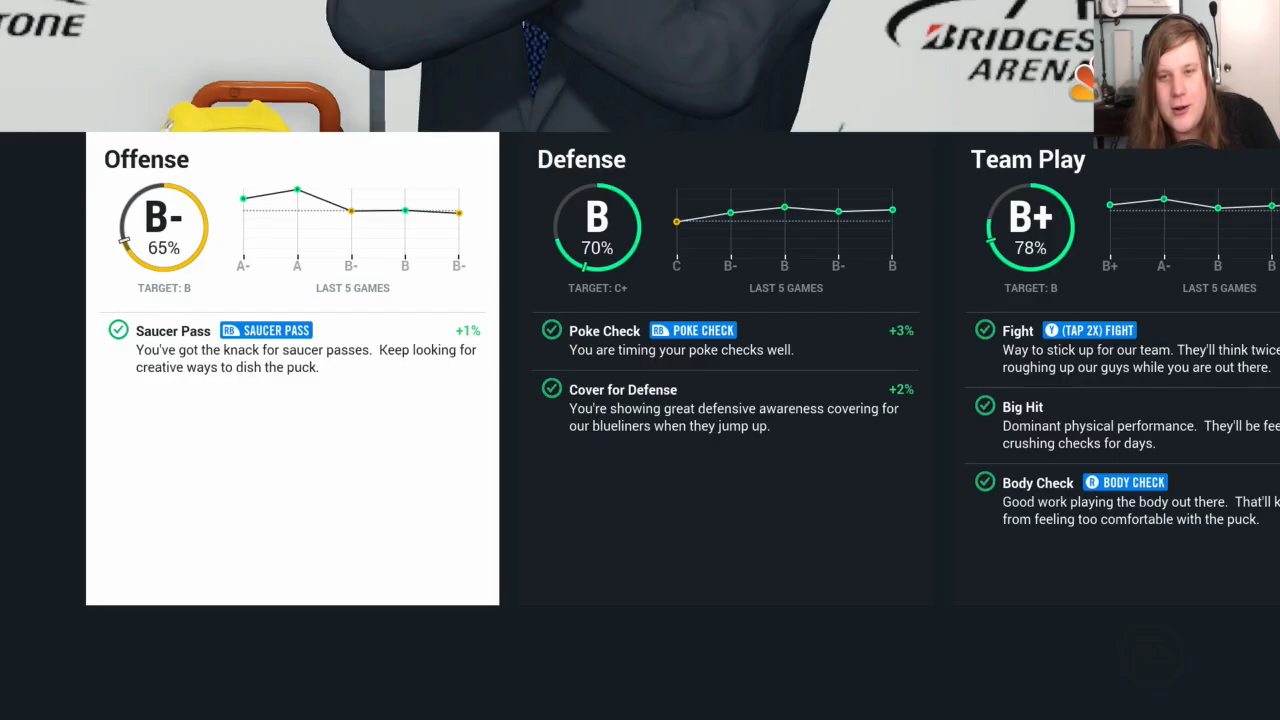 TONE
BRIDGES
ARENA
Offense
B-
65%
TARGET: B
A- A B- B B-
LAST 5 GAMES
Saucer Pass RB SAUCER PASS +1%
You've got the knack for saucer passes. Keep looking for
creative ways to dish the puck.
Defense
B
70%
TARGET: C+
C B- B B- B
LAST 5 GAMES
Poke Check RB POKE CHECK +3%
You are timing your poke checks well.
Cover for Defense +2%
You're showing great defensive awareness covering for
our blueliners when they jump up.
Team Play
B+
78%
TARGET: B
B+ A- B B
LAST 5 GAMES
Fight Y (TAP 2X) FIGHT
Way to stick up for our team. They'll think twice
roughing up our guys while you are out there.
Big Hit
Dominant physical performance. They'll be fee
crushing checks for days.
Body Check R BODY CHECK
Good work playing the body out there. That'll k
from feeling too comfortable with the puck.